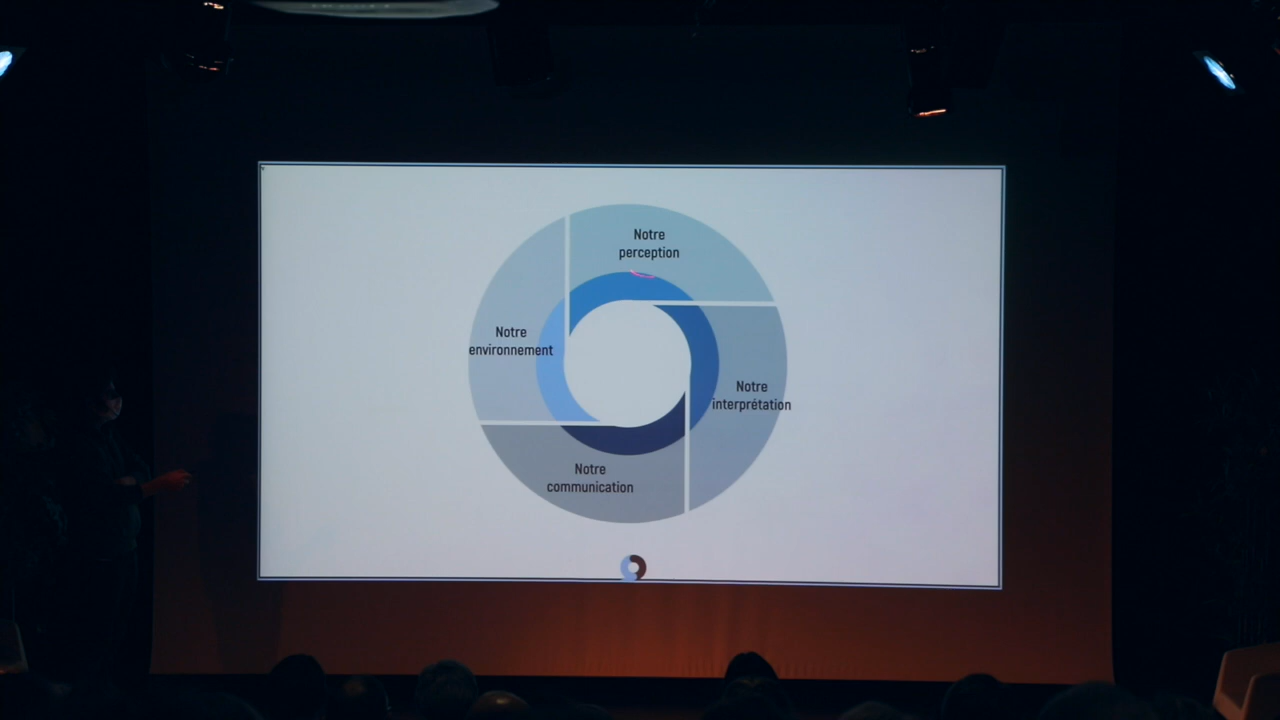 Notre
perception
Notre
environnement
Notre
interprétation
Notre
communication